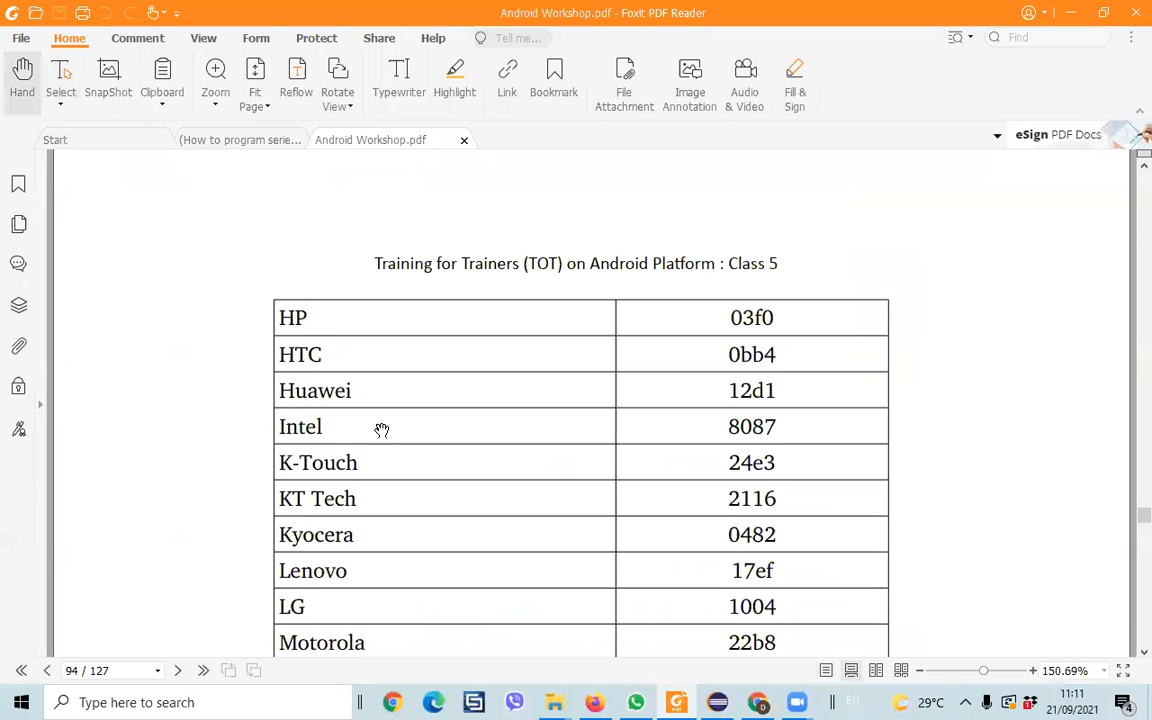 Android Workshop.pdf - Foxit PDF Reader
File Home Comment View Form Protect Share Help Tell me... Find
Hand Select SnapShot Clipboard Zoom Fit Page Reflow Rotate View Typewriter Highlight Link Bookmark File Attachment Image Annotation Audio & Video Fill & Sign
Start (How to program serie... Android Workshop.pdf eSign PDF Docs
Training for Trainers (TOT) on Android Platform : Class 5
HP 03f0
HTC 0bb4
Huawei 12d1
Intel 8087
K-Touch 24e3
KT Tech 2116
Kyocera 0482
Lenovo 17ef
LG 1004
Motorola 22b8
94 / 127 150.69%
Type here to search 29°C 11:11
21/09/2021